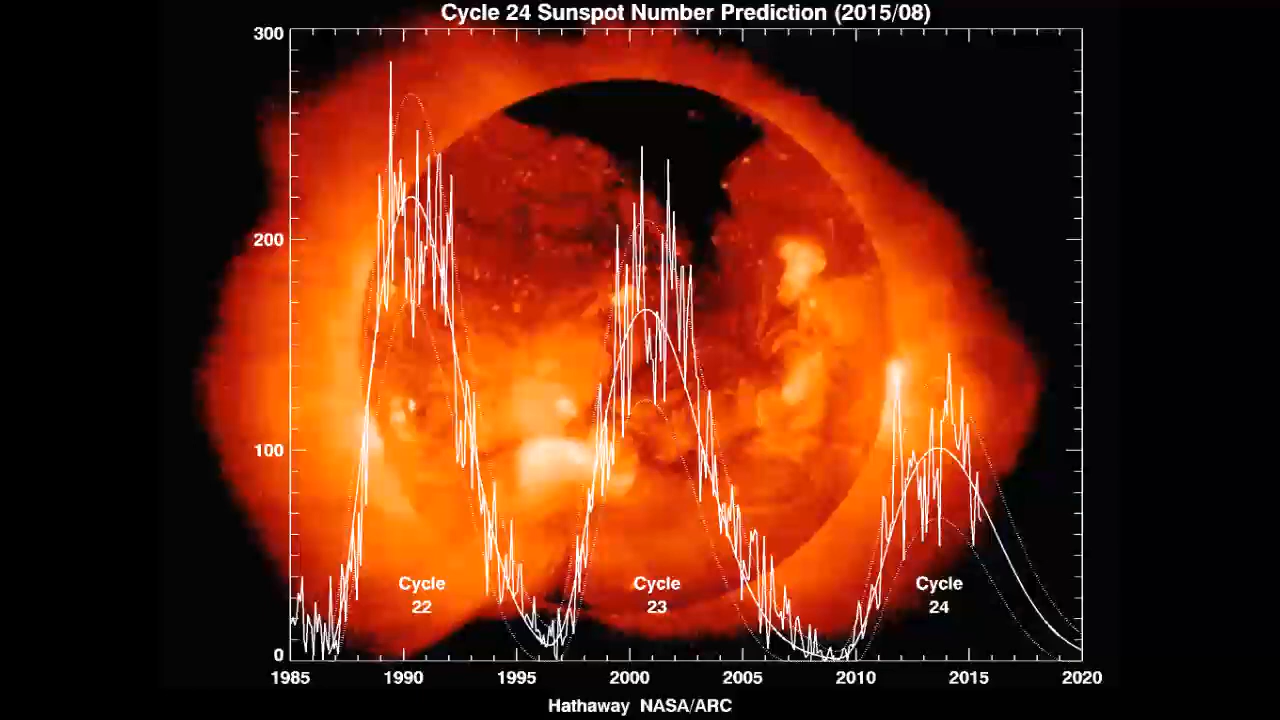 Cycle 24 Sunspot Number Prediction (2015/08)
300
200
100
0
Cycle
22
Cycle
23
Cycle
24
1985 1990 1995 2000 2005 2010 2015 2020
Hathaway NASA/ARC